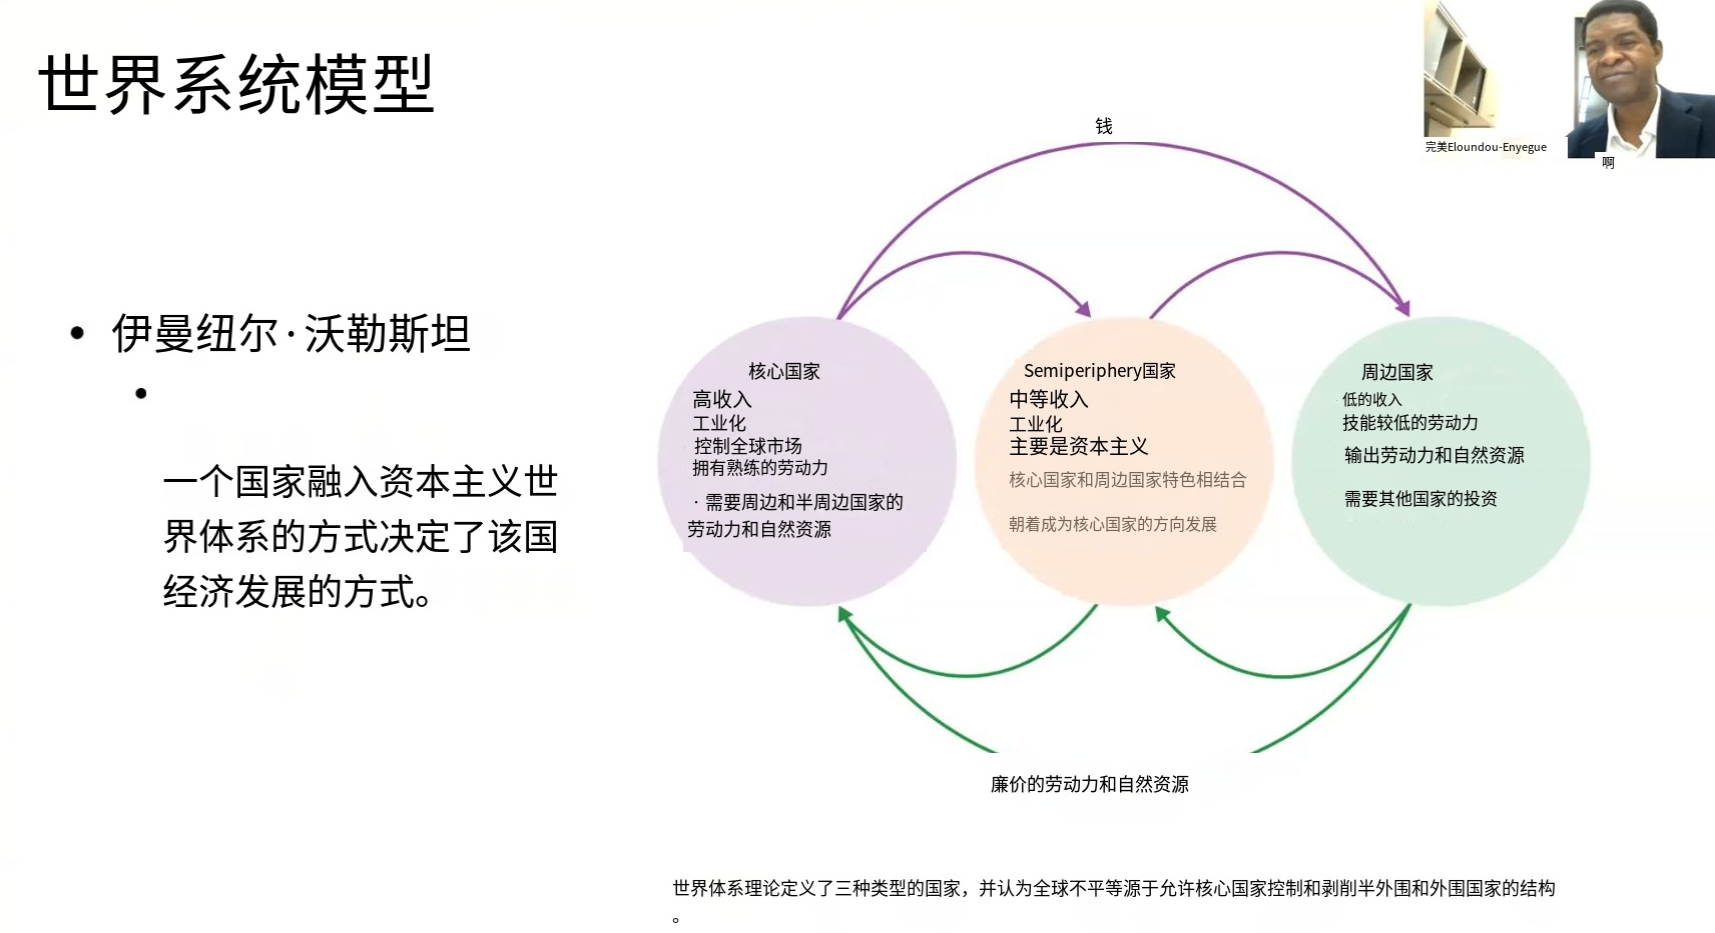 世界系统模型
完美Eloundou-Enyegue
啊
钱
• 伊曼纽尔·沃勒斯坦
•
一个国家融入资本主义世
界体系的方式决定了该国
经济发展的方式。
核心国家
高收入
工业化
控制全球市场
拥有熟练的劳动力
· 需要周边和半周边国家的
劳动力和自然资源
Semiperiphery国家
中等收入
工业化
主要是资本主义
核心国家和周边国家特色相结合
朝着成为核心国家的方向发展
周边国家
低的收入
技能较低的劳动力
输出劳动力和自然资源
需要其他国家的投资
廉价的劳动力和自然资源
世界体系理论定义了三种类型的国家，并认为全球不平等源于允许核心国家控制和剥削半外围和外围国家的结构
。